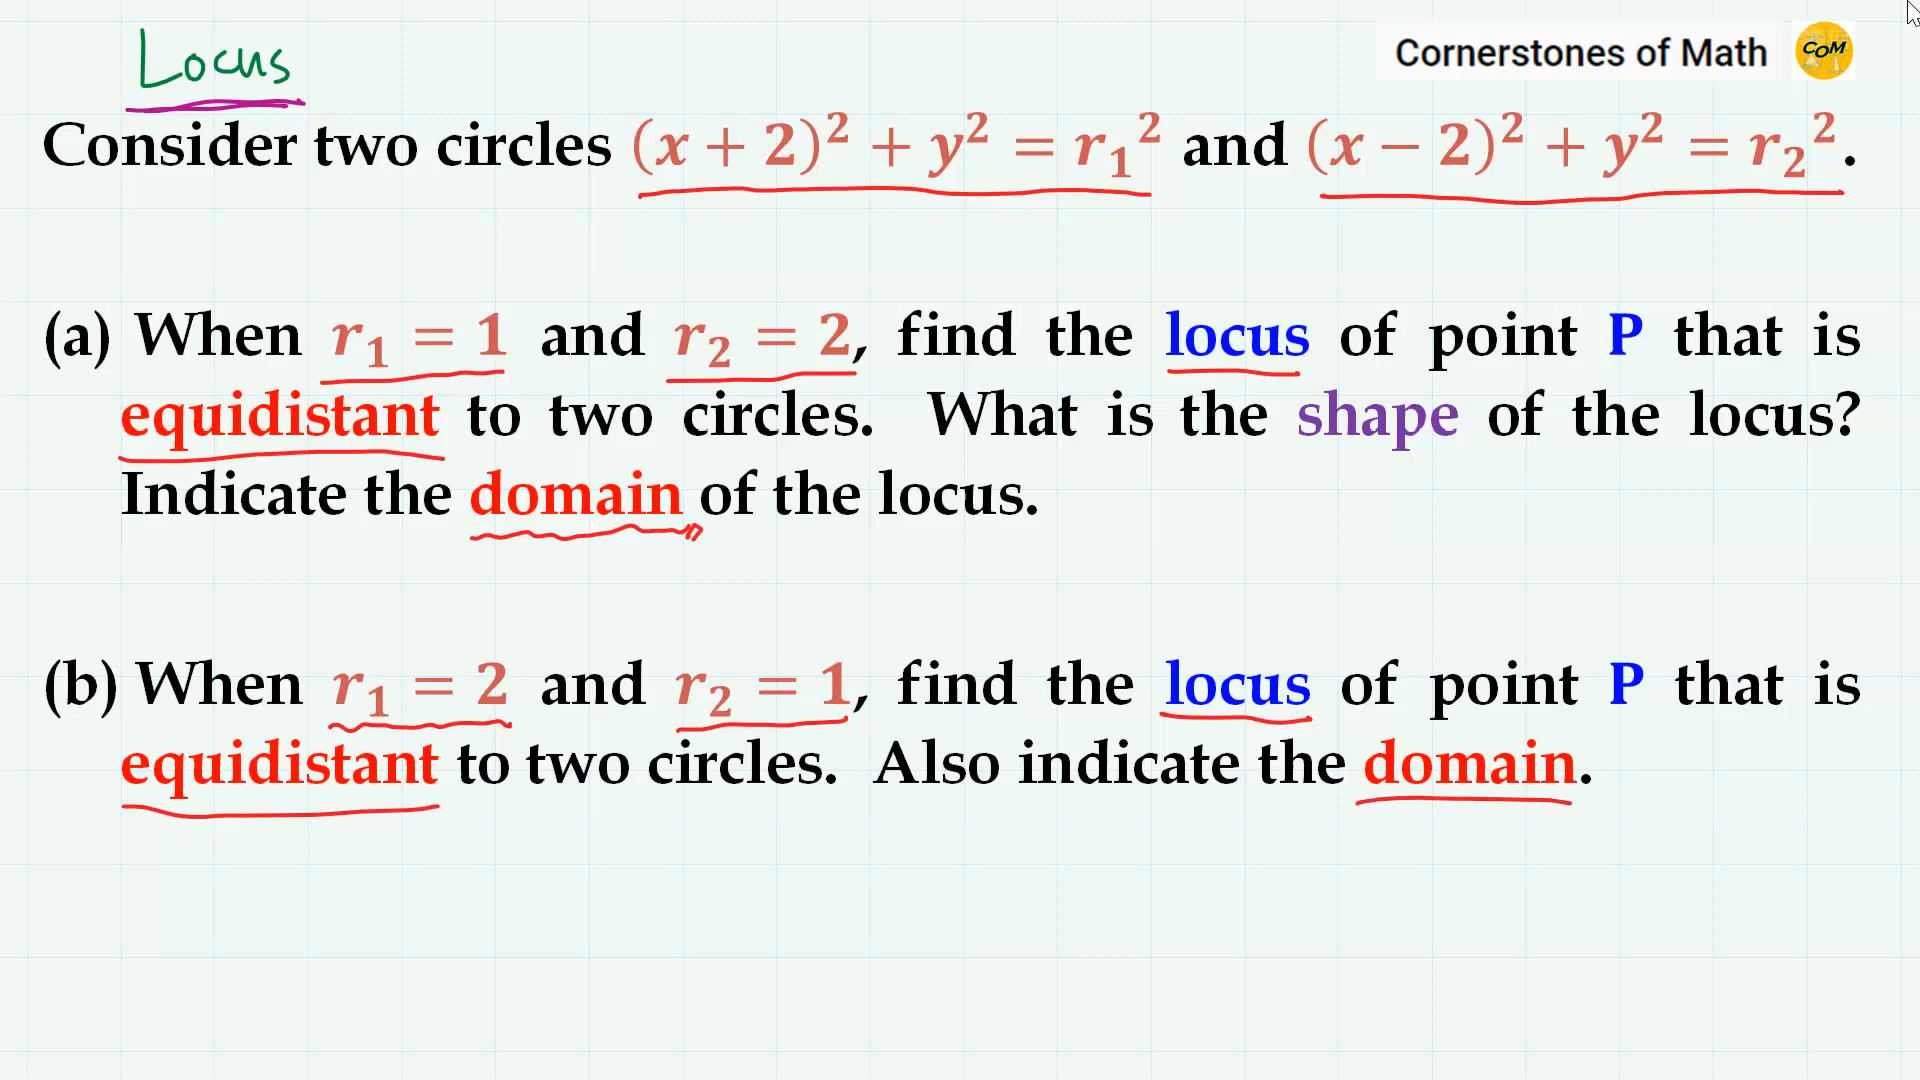 Locus
Cornerstones of Math
COM
Consider two circles (x + 2)² + y² = r₁² and (x − 2)² + y² = r₂².
(a) When r₁ = 1 and r₂ = 2, find the locus of point P that is
equidistant to two circles. What is the shape of the locus?
Indicate the domain of the locus.
(b) When r₁ = 2 and r₂ = 1, find the locus of point P that is
equidistant to two circles. Also indicate the domain.